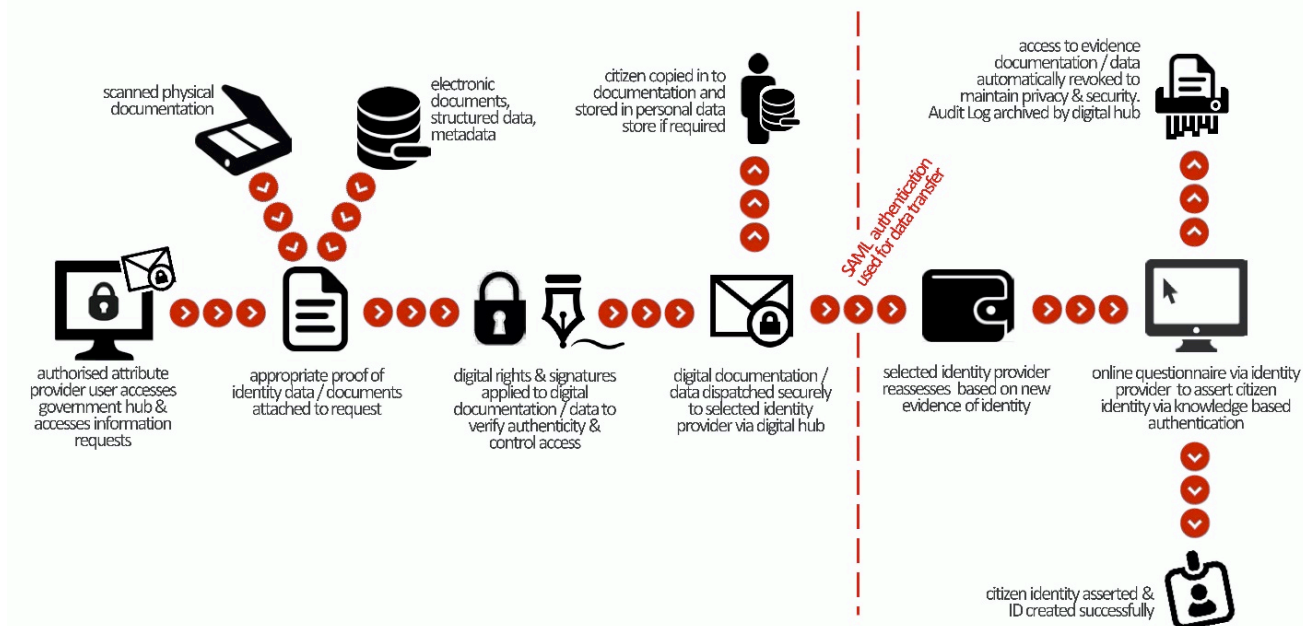 scanned physical
documentation
electronic
documents,
structured data,
metadata
citizen copied in to
documentation and
stored in personal data
store if required
access to evidence
documentation / data
automatically revoked to
maintain privacy & security.
Audit Log archived by digital hub
SAML authentication
used for data transfer
authorised attribute
provider user accesses
government hub &
accesses information
requests
appropriate proof of
identity data / documents
attached to request
digital rights & signatures
applied to digital
documentation / data to
verify authenticity &
control access
digital documentation /
data dispatched securely
to selected identity
provider via digital hub
selected identity provider
reassesses based on new
evidence of identity
online questionnaire via identity
provider to assert citizen
identity via knowledge based
authentication
citizen identity asserted &
ID created successfully